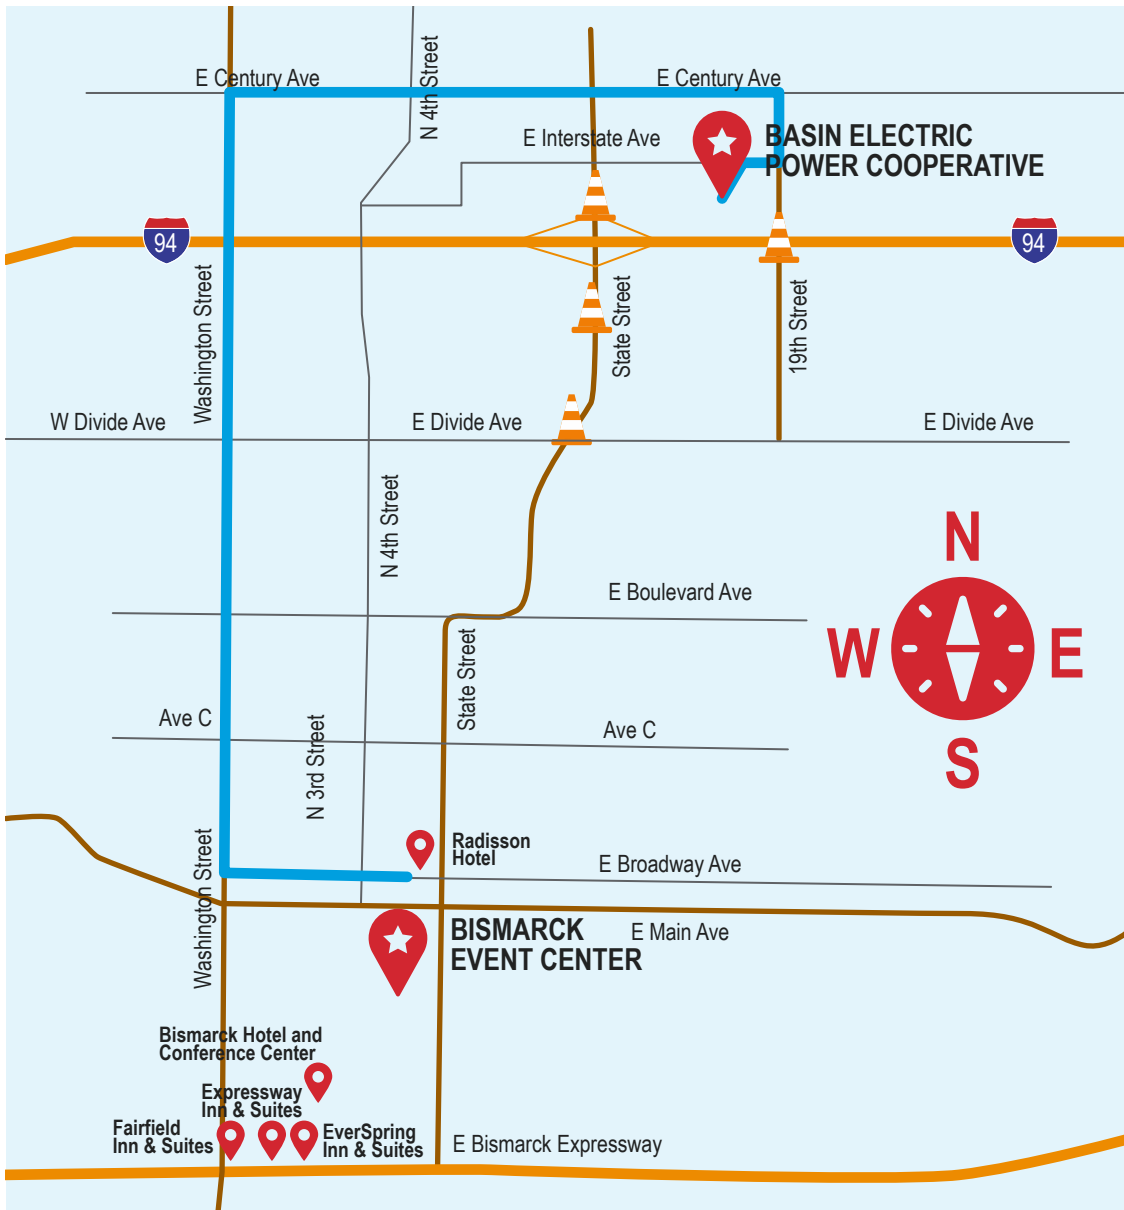 E Century Ave
N 4th Street
E Century Ave
E Interstate Ave
BASIN ELECTRIC
POWER COOPERATIVE
94
94
Washington Street
State Street
19th Street
W Divide Ave
E Divide Ave
E Divide Ave
N 4th Street
N
W
E
S
E Boulevard Ave
State Street
Ave C
Ave C
N 3rd Street
Radisson
Hotel
E Broadway Ave
Washington Street
BISMARCK
EVENT CENTER
E Main Ave
Bismarck Hotel and
Conference Center
Expressway
Inn & Suites
Fairfield
Inn & Suites
EverSpring
Inn & Suites
E Bismarck Expressway